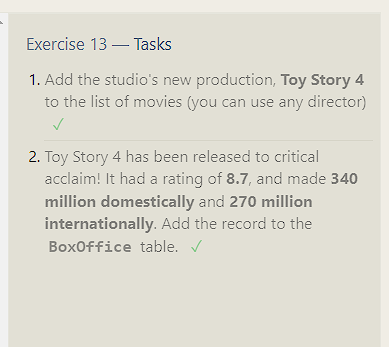 Exercise 13 — Tasks
1. Add the studio's new production, Toy Story 4
to the list of movies (you can use any director)
✓
2. Toy Story 4 has been released to critical
acclaim! It had a rating of 8.7, and made 340
million domestically and 270 million
internationally. Add the record to the
BoxOffice table. ✓